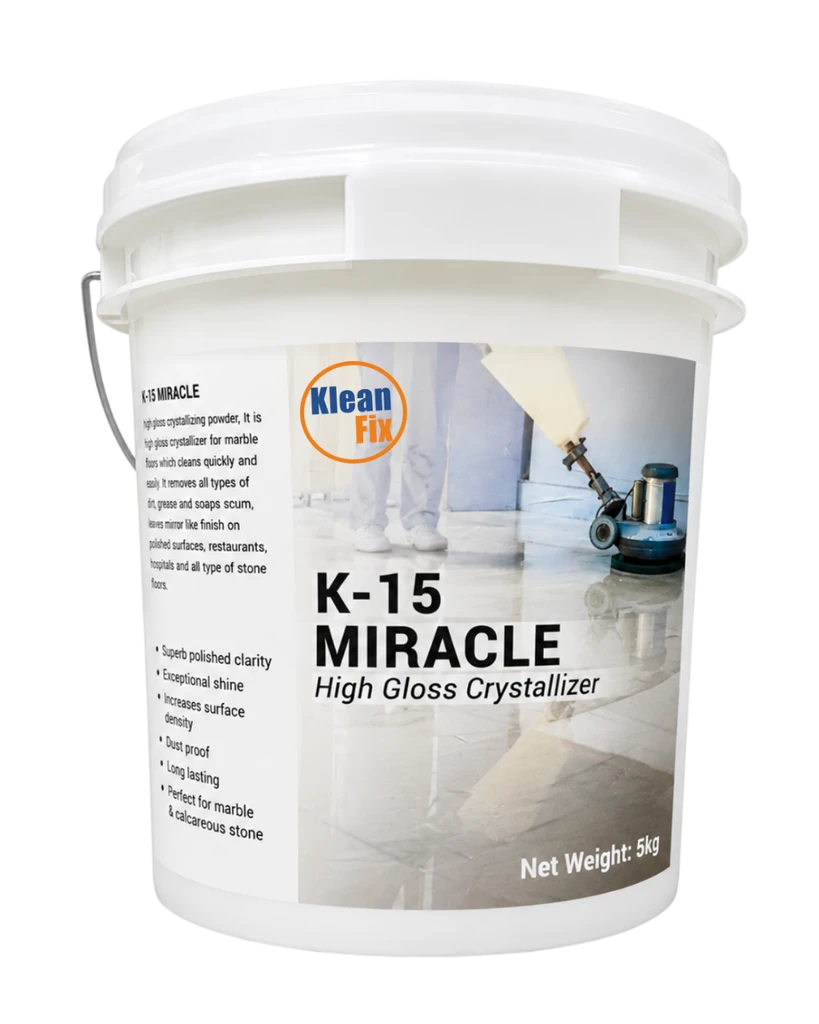 K-15 MIRACLE
high gloss crystallizing powder, It is
high gloss crystallizer for marble
floors which cleans quickly and
easily. It removes all types of
dirt, grease and soaps scum,
leaves mirror like finish on
polished surfaces, restaurants,
hospitals and all type of stone
floors.
• Superb polished clarity
• Exceptional shine
• Increases surface
density
• Dust proof
• Long lasting
• Perfect for marble
& calcareous stone
Klean
Fix
K-15
MIRACLE
High Gloss Crystallizer
Net Weight: 5kg